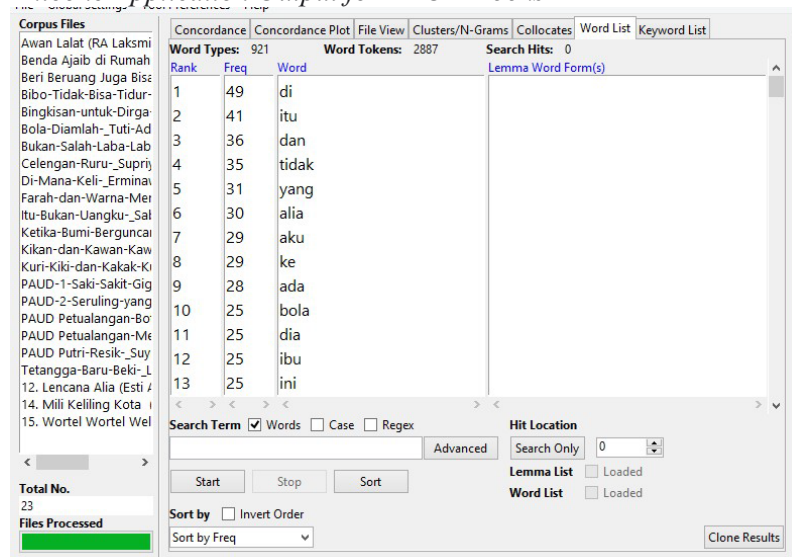 Corpus Files
Awan Lalat (RA Laksmi
Benda Ajaib di Rumah
Beri Beruang Juga Bisa
Bibo-Tidak-Bisa-Tidur-
Bingkisan-untuk-Dirga-
Bola-Diamlah-_Tuti-Ad
Bukan-Salah-Laba-Lab
Celengan-Ruru-_Supriy
Di-Mana-Keli-_Erminaw
Farah-dan-Warna-Mer
Itu-Bukan-Uangku-_Sal
Ketika-Bumi-Berguncai
Kikan-dan-Kawan-Kaw
Kuri-Kiki-dan-Kakak-Ku
PAUD-1-Saki-Sakit-Gig
PAUD-2-Seruling-yang
PAUD Petualangan-Bo
PAUD Petualangan-Me
PAUD Putri-Resik-_Suy
Tetangga-Baru-Beki-_L
12. Lencana Alia (Esti A
14. Mili Keliling Kota (
15. Wortel Wortel Wel
Total No.
23
Files Processed
Concordance Concordance Plot File View Clusters/N-Grams Collocates Word List Keyword List
Word Types: 921 Word Tokens: 2887 Search Hits: 0
Rank Freq Word Lemma Word Form(s)
1 49 di
2 41 itu
3 36 dan
4 35 tidak
5 31 yang
6 30 alia
7 29 aku
8 29 ke
9 28 ada
10 25 bola
11 25 dia
12 25 ibu
13 25 ini
Search Term Words Case Regex Hit Location
Advanced Search Only 0
Start Stop Sort Lemma List Loaded
Word List Loaded
Sort by Invert Order
Sort by Freq Clone Results